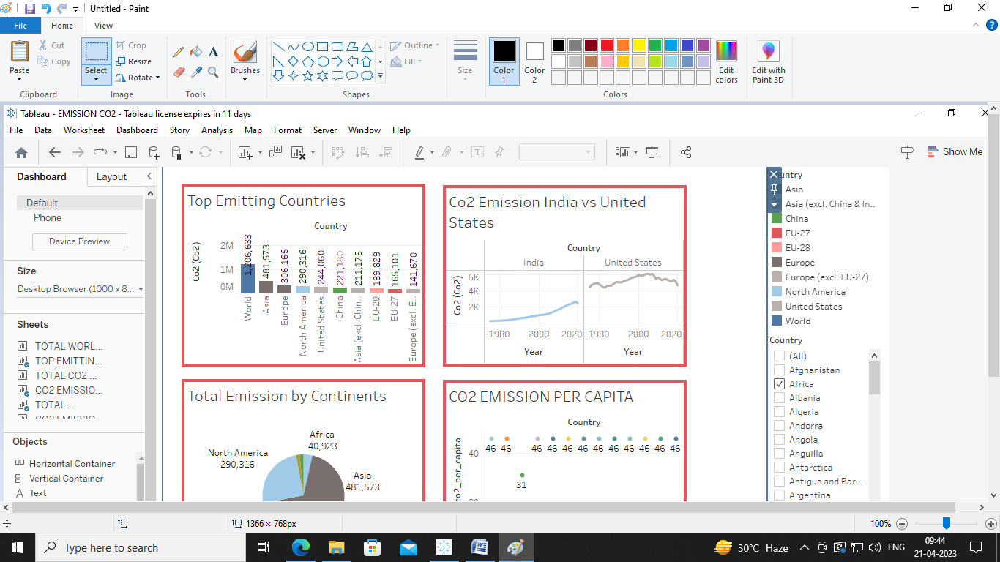 Untitled - Paint
File Home View
Paste
Cut
Copy
Clipboard
Select
Crop
Resize
Rotate
Image
Tools
Brushes
Shapes
Outline
Fill
Size
Color 1
Color 2
Colors
Edit colors
Edit with Paint 3D
Tableau - EMISSION CO2 - Tableau license expires in 11 days
File Data Worksheet Dashboard Story Analysis Map Format Server Window Help
Show Me
Dashboard Layout
Default
Phone
Device Preview
Size
Desktop Browser (1000 x 8...
Sheets
TOTAL WORL...
TOP EMITTIN...
TOTAL CO2 ...
CO2 EMISSIO...
TOTAL ...
CO2 EMISSIO
Objects
Horizontal Container
Vertical Container
Text
Top Emitting Countries
Country
Co2 (Co2)
2M
1M
0M
1,206,633
481,573
306,165
290,316
244,060
221,180
211,175
189,829
165,101
141,670
World
Asia
Europe
North America
United States
China
Asia (excl. Chin..
EU-28
EU-27
Europe (excl. E..
Co2 Emission India vs United
States
Country
India United States
Co2 (Co2)
6K
4K
2K
1980 2000 2020 1980 2000 2020
Year Year
Total Emission by Continents
Africa
40,923
North America
290,316
Asia
481,573
CO2 EMISSION PER CAPITA
Country
co2_per_capita
46 46 46 46 46 46 46 46 46 46 46 46
40
31
untry
Asia
Asia (excl. China & In..
China
EU-27
EU-28
Europe
Europe (excl. EU-27)
North America
United States
World
Country
(All)
Afghanistan
Africa
Albania
Algeria
Andorra
Angola
Anguilla
Antarctica
Antigua and Bar...
Argentina
1366 × 768px
100%
Type here to search
30°C Haze
ENG
09:44
21-04-2023